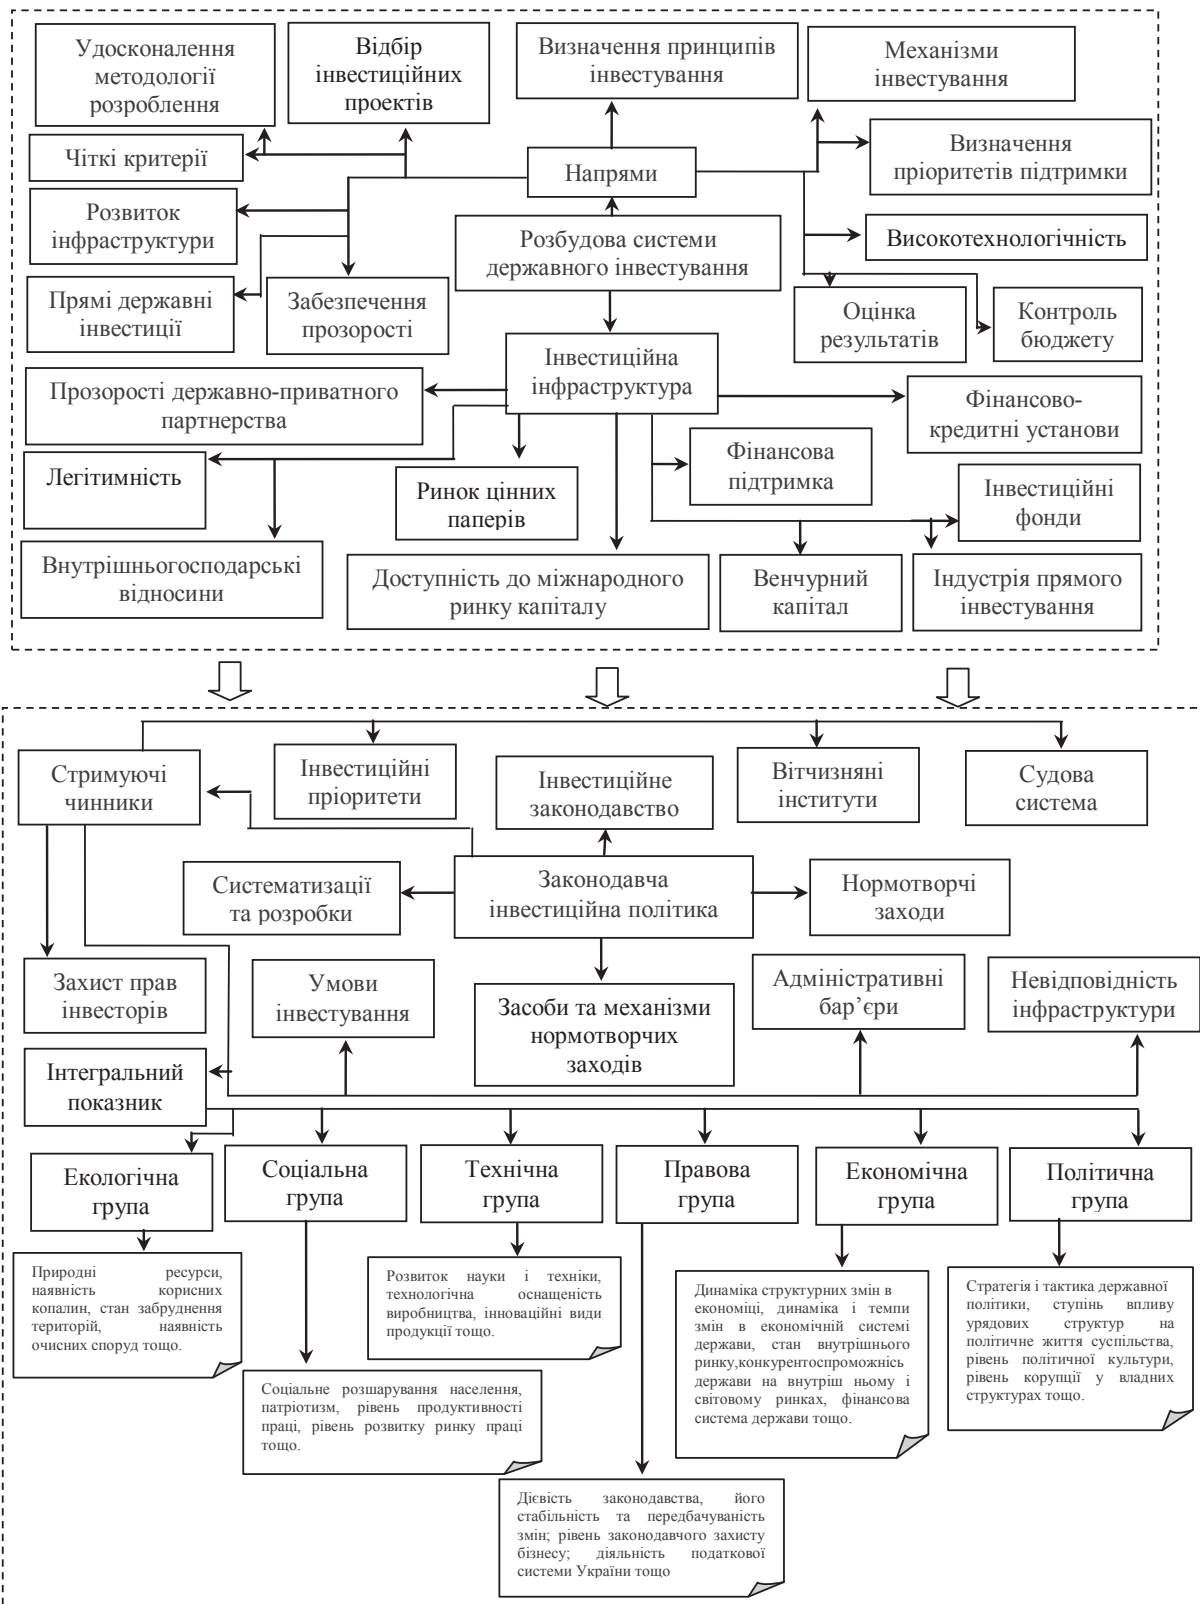 Удосконалення
методології
розроблення
Відбір
інвестиційних
проектів
Визначення принципів
інвестування
Механізми
інвестування
Чіткі критерії
Напрями
Визначення
пріоритетів підтримки
Розвиток
інфраструктури
Розбудова системи
державного інвестування
Високотехнологічність
Прямі державні
інвестиції
Забезпечення
прозорості
Оцінка
результатів
Контроль
бюджету
Інвестиційна
інфраструктура
Прозорості державно-приватного
партнерства
Фінансово-
кредитні установи
Легітимність
Ринок цінних
паперів
Фінансова
підтримка
Інвестиційні
фонди
Внутрішньогосподарські
відносини
Доступність до міжнародного
ринку капіталу
Венчурний
капітал
Індустрія прямого
інвестування
Стримуючі
чинники
Інвестиційні
пріоритети
Інвестиційне
законодавство
Вітчизняні
інститути
Судова
система
Систематизації
та розробки
Законодавча
інвестиційна політика
Нормотворчі
заходи
Захист прав
інвесторів
Умови
інвестування
Засоби та механізми
нормотворчих
заходів
Адміністративні
бар’єри
Невідповідність
інфраструктури
Інтегральний
показник
Екологічна
група
Соціальна
група
Технічна
група
Правова
група
Економічна
група
Політична
група
Природні ресурси,
наявність корисних
копалин, стан забруднення
територій, наявність
очисних споруд тощо.
Соціальне розшарування населення,
патріотизм, рівень продуктивності
праці, рівень розвитку ринку праці
тощо.
Розвиток науки і техніки,
технологічна оснащеність
виробництва, інноваційні види
продукції тощо.
Дієвість законодавства, його
стабільність та передбачуваність
змін; рівень законодавчого захисту
бізнесу; діяльність податкової
системи України тощо
Динаміка структурних змін в
економіці, динаміка і темпи
змін в економічній системі
держави, стан внутрішнього
ринку,конкурентоспроможнісь
держави на внутріш ньому і
світовому ринках, фінансова
система держави тощо.
Стратегія і тактика державної
політики, ступінь впливу
урядових структур на
політичне життя суспільства,
рівень політичної культури,
рівень корупції у владних
структурах тощо.